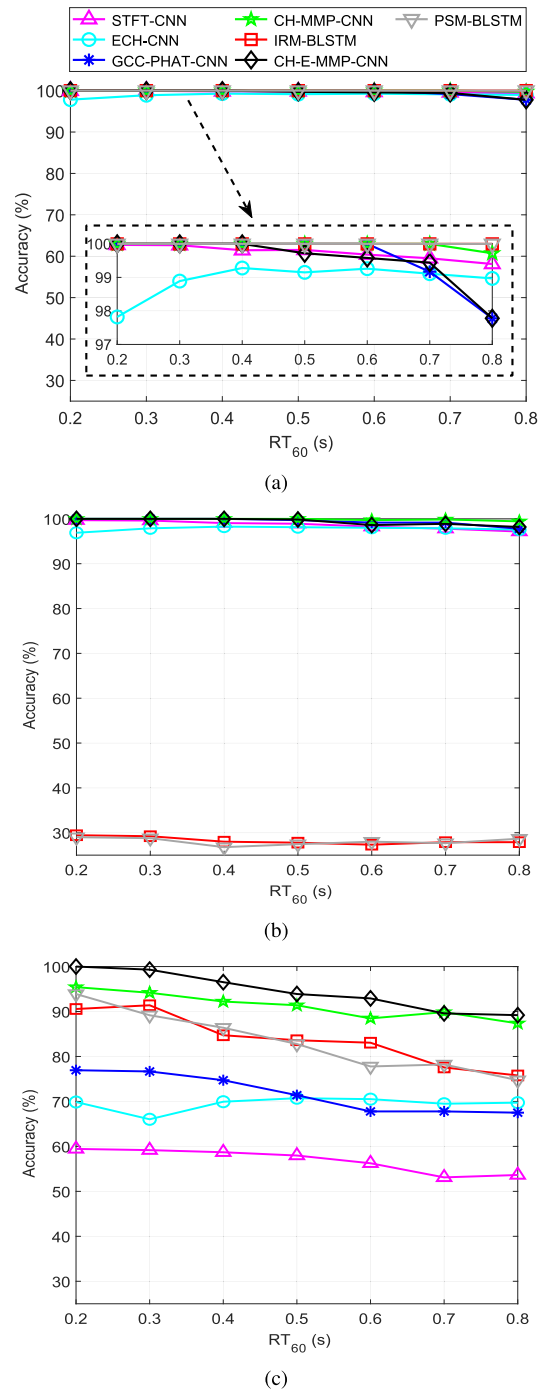 STFT-CNN CH-MMP-CNN PSM-BLSTM
ECH-CNN IRM-BLSTM
GCC-PHAT-CNN CH-E-MMP-CNN
100
90
80
70
60
50
40
30
Accuracy (%)
100
99
98
97
0.2 0.3 0.4 0.5 0.6 0.7 0.8
0.2 0.3 0.4 0.5 0.6 0.7 0.8
RT60 (s)
(a)
100
90
80
70
60
50
40
30
Accuracy (%)
0.2 0.3 0.4 0.5 0.6 0.7 0.8
RT60 (s)
(b)
100
90
80
70
60
50
40
30
Accuracy (%)
0.2 0.3 0.4 0.5 0.6 0.7 0.8
RT60 (s)
(c)